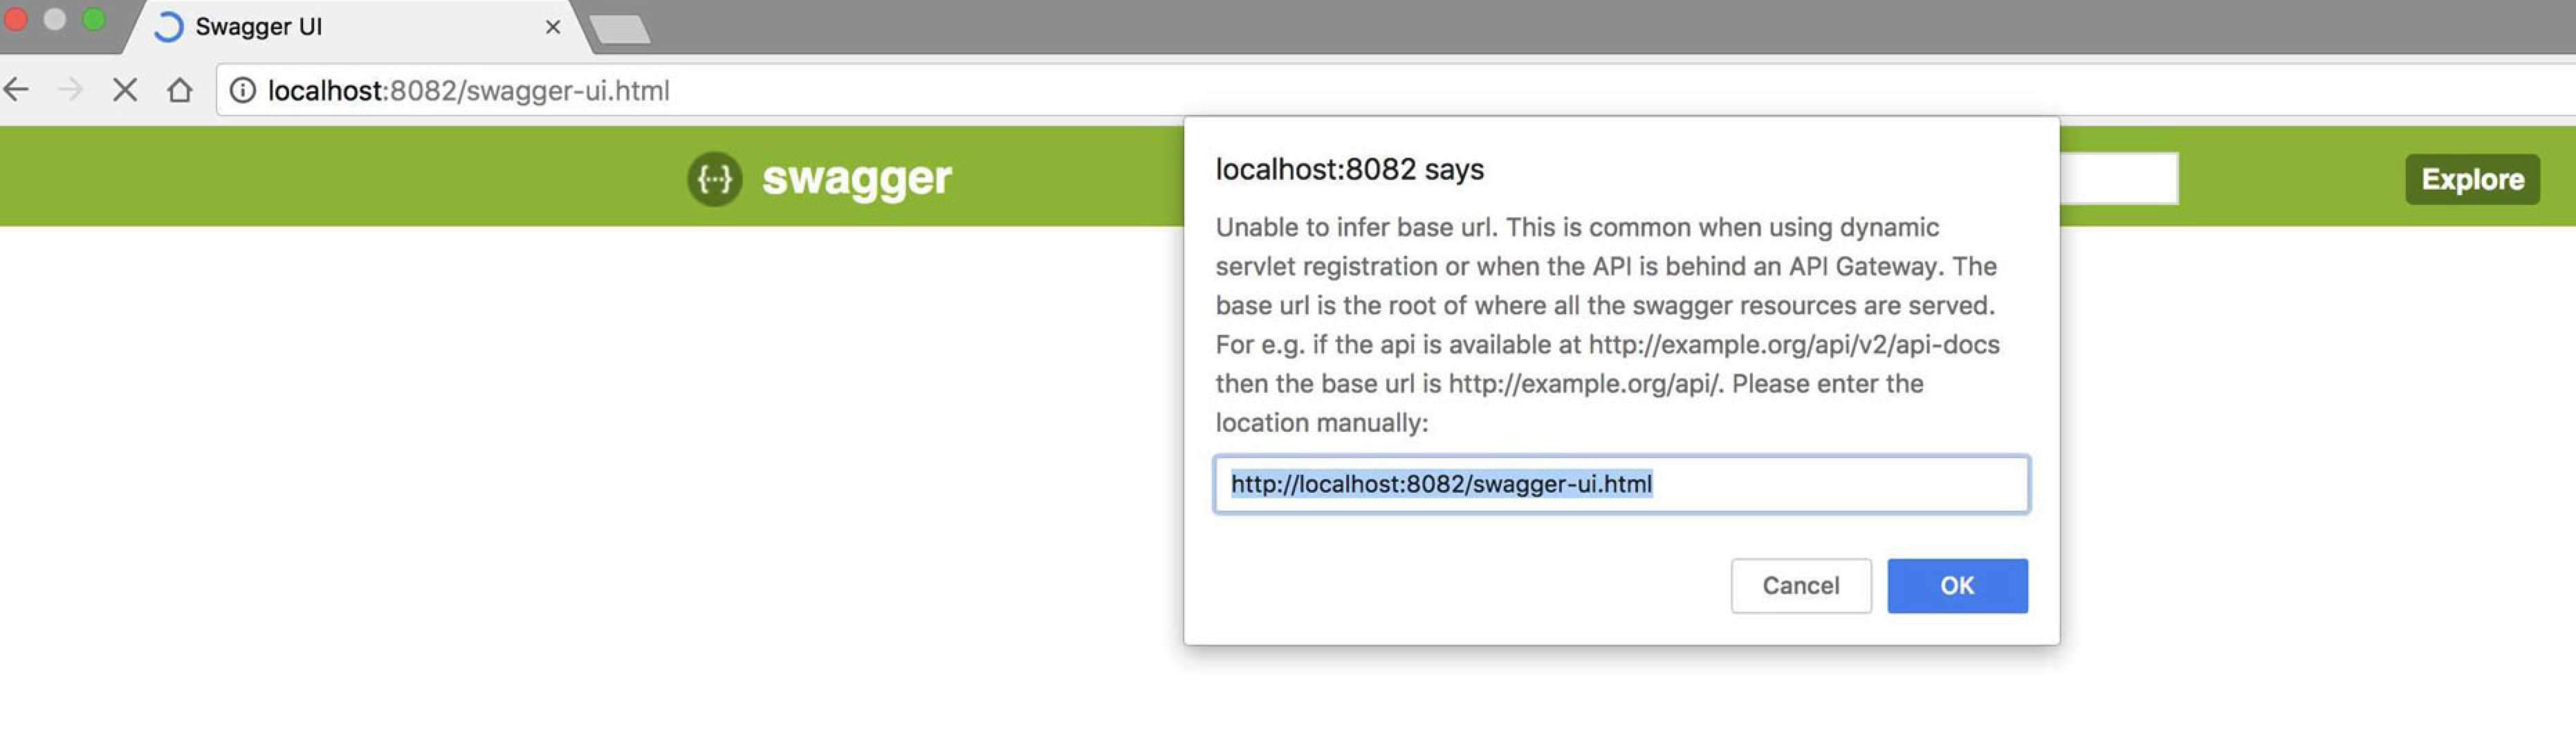 Swagger UI
localhost:8082/swagger-ui.html
{...} swagger
Explore
localhost:8082 says
Unable to infer base url. This is common when using dynamic
servlet registration or when the API is behind an API Gateway. The
base url is the root of where all the swagger resources are served.
For e.g. if the api is available at http://example.org/api/v2/api-docs
then the base url is http://example.org/api/. Please enter the
location manually:
http://localhost:8082/swagger-ui.html
Cancel
OK